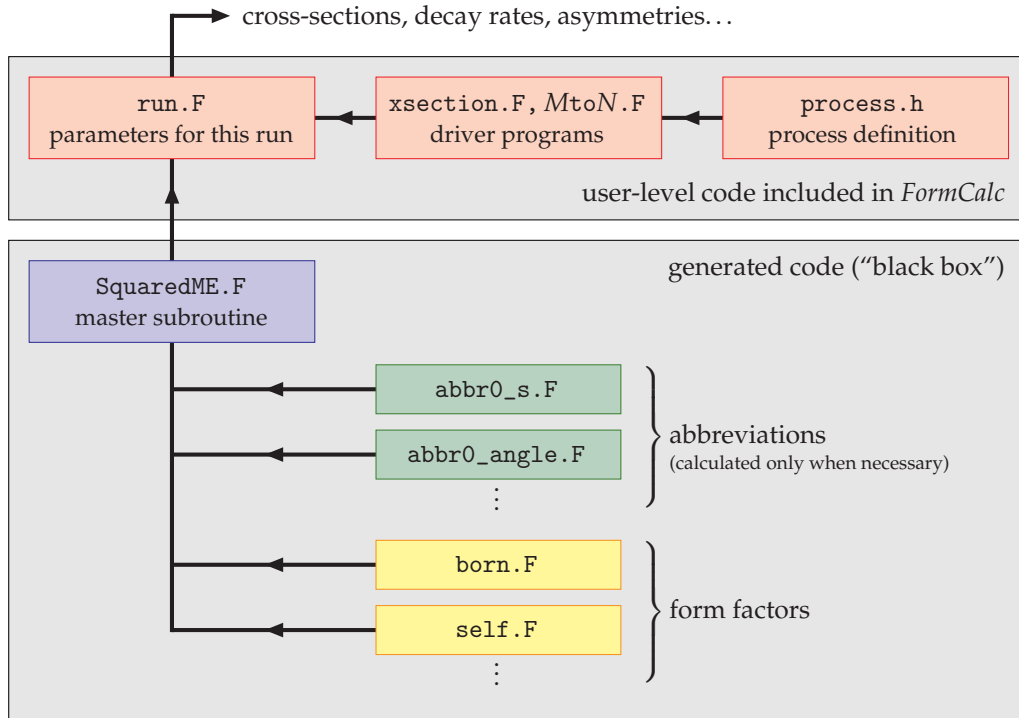 cross-sections, decay rates, asymmetries…
run.F
parameters for this run
xsection.F, MtoN.F
driver programs
process.h
process definition
user-level code included in FormCalc
generated code (“black box”)
SquaredME.F
master subroutine
abbr0_s.F
abbr0_angle.F
⋮
abbreviations
(calculated only when necessary)
born.F
self.F
⋮
form factors